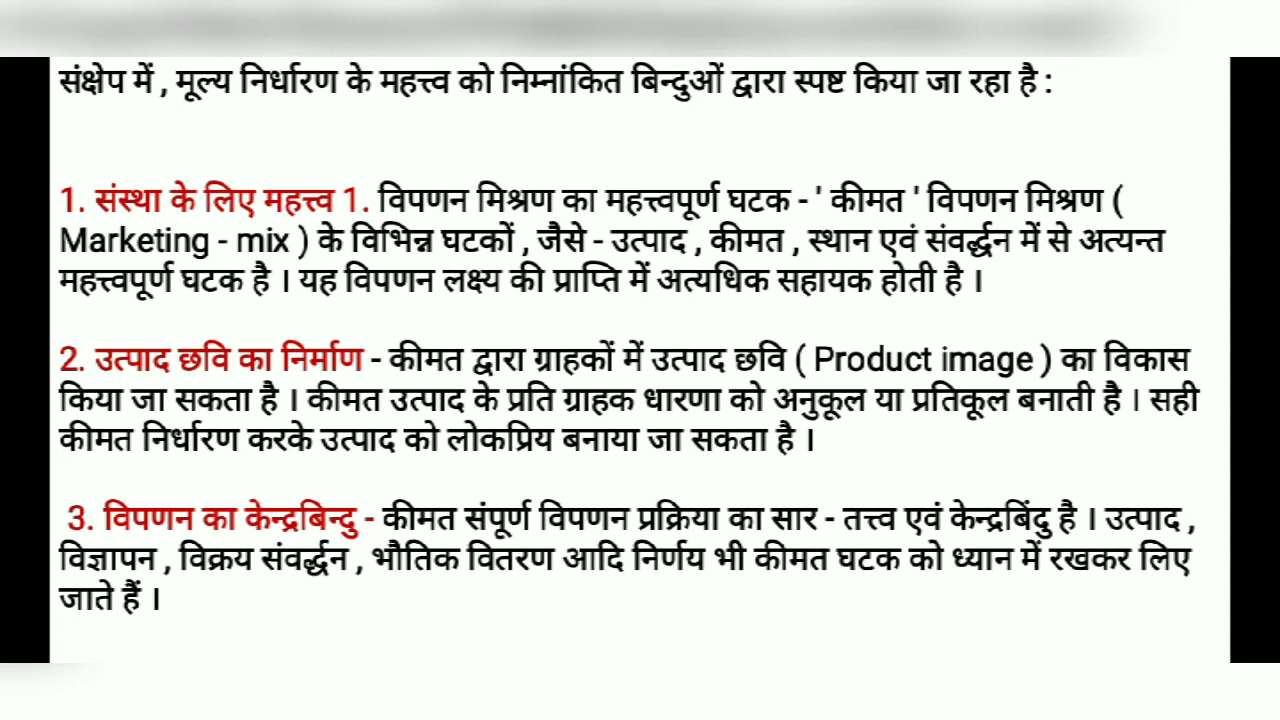 संक्षेप में , मूल्य निर्धारण के महत्त्व को निम्नांकित बिन्दुओं द्वारा स्पष्ट किया जा रहा है :
1. संस्था के लिए महत्त्व 1. विपणन मिश्रण का महत्त्वपूर्ण घटक - ' कीमत ' विपणन मिश्रण (
Marketing - mix ) के विभिन्न घटकों , जैसे - उत्पाद , कीमत , स्थान एवं संवर्द्धन में से अत्यन्त
महत्त्वपूर्ण घटक है । यह विपणन लक्ष्य की प्राप्ति में अत्यधिक सहायक होती है ।
2. उत्पाद छवि का निर्माण - कीमत द्वारा ग्राहकों में उत्पाद छवि ( Product image ) का विकास
किया जा सकता है । कीमत उत्पाद के प्रति ग्राहक धारणा को अनुकूल या प्रतिकूल बनाती है । सही
कीमत निर्धारण करके उत्पाद को लोकप्रिय बनाया जा सकता है ।
3. विपणन का केन्द्रबिन्दु - कीमत संपूर्ण विपणन प्रक्रिया का सार - तत्त्व एवं केन्द्रबिंदु है । उत्पाद ,
विज्ञापन , विक्रय संवर्द्धन , भौतिक वितरण आदि निर्णय भी कीमत घटक को ध्यान में रखकर लिए
जाते हैं ।